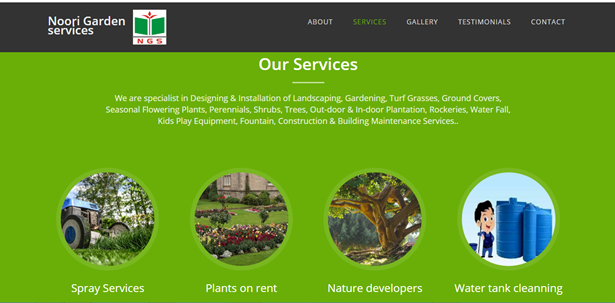 Noori Garden
services
NGS
ABOUT
SERVICES
GALLERY
TESTIMONIALS
CONTACT
Our Services
We are specialist in Designing & Installation of Landscaping, Gardening, Turf Grasses, Ground Covers,
Seasonal Flowering Plants, Perennials, Shrubs, Trees, Out-door & In-door Plantation, Rockeries, Water Fall,
Kids Play Equipment, Fountain, Construction & Building Maintenance Services..
Spray Services
Plants on rent
Nature developers
Water tank cleanning